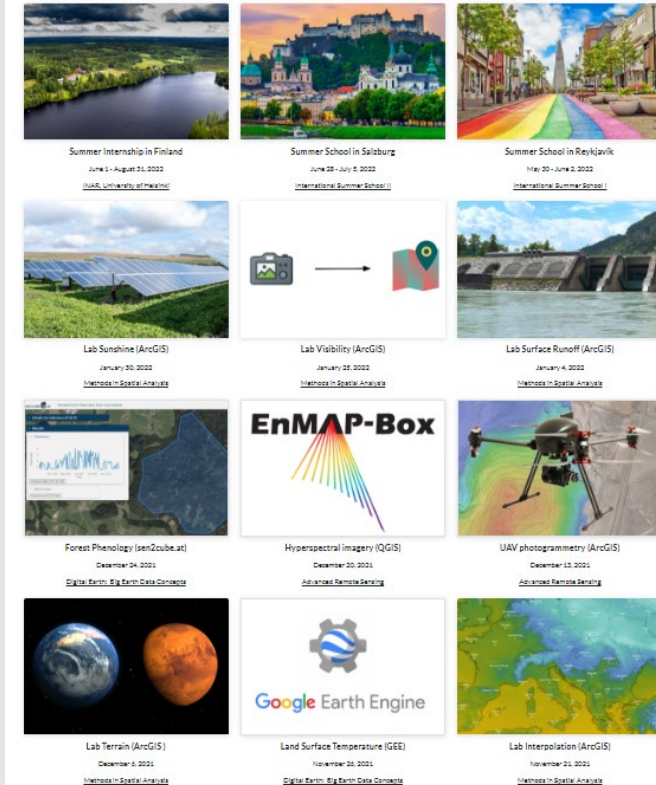 Summer Internship in Finland
June 1 - August 31, 2022
INAR, University of Helsinki
Summer School in Salzburg
June 28 - July 5, 2022
International Summer School II
Summer School in Reykjavík
May 30 - June 2, 2022
International Summer School I
Lab Sunshine (ArcGIS)
January 30, 2022
Methods in Spatial Analysis
Lab Visibility (ArcGIS)
January 25, 2022
Methods in Spatial Analysis
Lab Surface Runoff (ArcGIS)
January 4, 2022
Methods in Spatial Analysis
Results
Forest Phenology (sen2cube.at)
December 24, 2021
Digital Earth: Big Earth Data Concepts
EnMAP-Box
Hyperspectral imagery (QGIS)
December 20, 2021
Advanced Remote Sensing
UAV photogrammetry (ArcGIS)
December 13, 2021
Advanced Remote Sensing
Lab Terrain (ArcGIS )
December 6, 2021
Methods in Spatial Analysis
Google Earth Engine
Land Surface Temperature (GEE)
November 26, 2021
Digital Earth: Big Earth Data Concepts
Lab Interpolation (ArcGIS)
November 21, 2021
Methods in Spatial Analysis